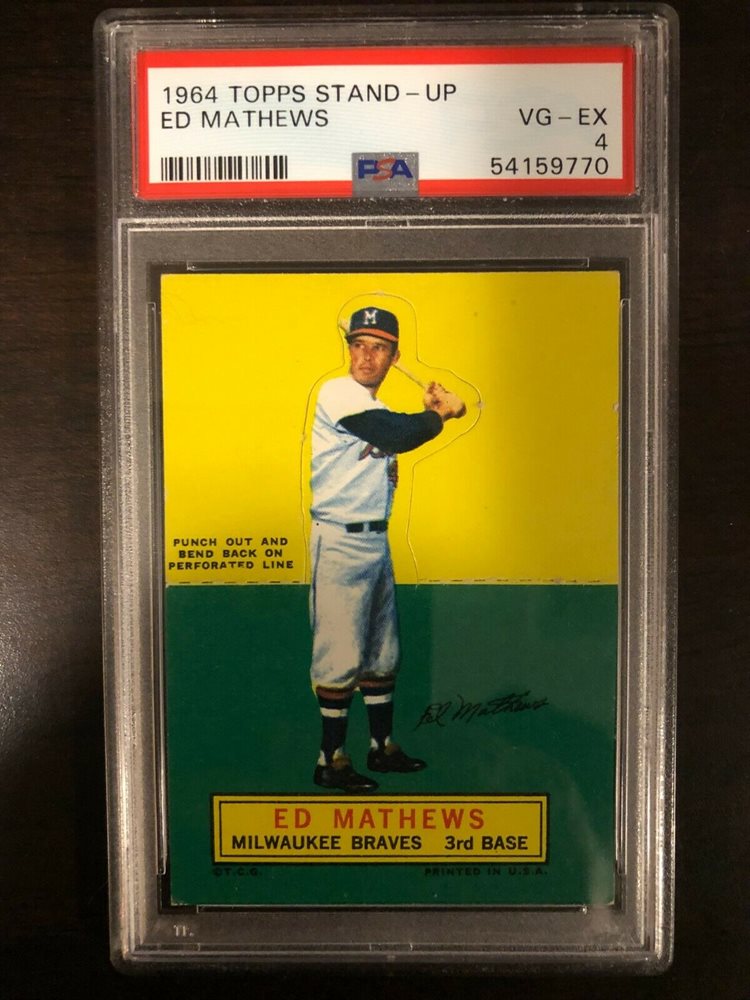 1964 TOPPS STAND-UP
ED MATHEWS
VG-EX
4
PSA
54159770
M
PUNCH OUT AND
BEND BACK ON
PERFORATED LINE
Ed Mathews
ED MATHEWS
MILWAUKEE BRAVES 3rd BASE
©T.C.G. PRINTED IN U.S.A.